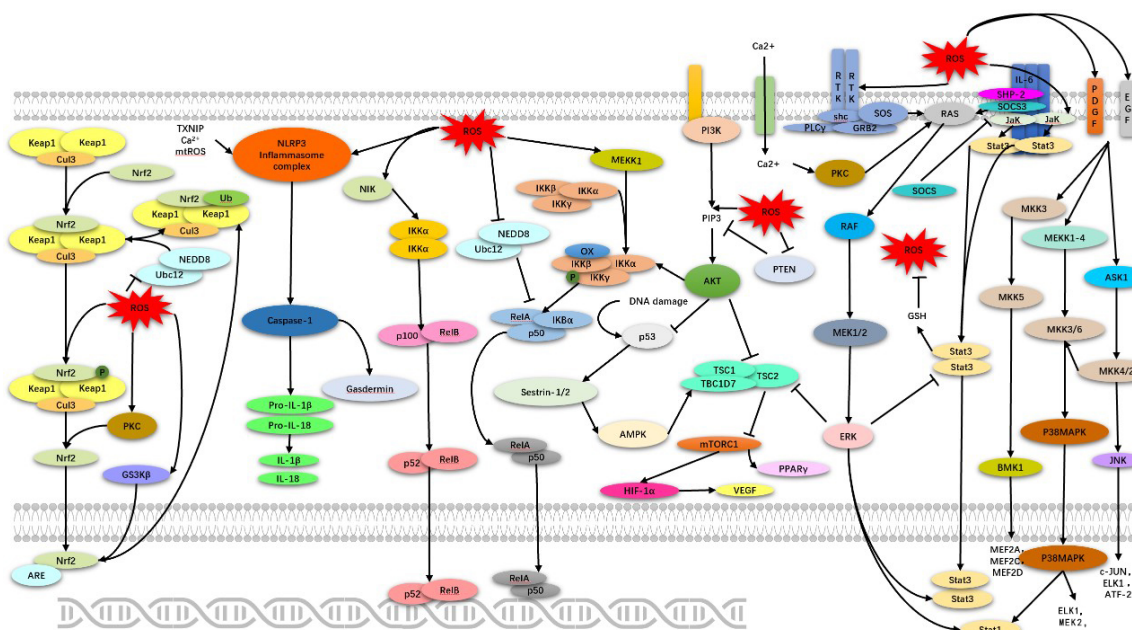 Keap1
Keap1
Cul3
Nrf2
Nrf2
Keap1
Keap1
Cul3
Nrf2
Ub
Keap1
Keap1
Cul3
NEDD8
Ubc12
ROS
Nrf2
P
Keap1
Keap1
Cul3
PKC
Nrf2
GS3Kβ
Nrf2
ARE
TXNIP
Ca²⁺
mtROS
NLRP3
Inflammasome
complex
Caspase-1
Gasdermin
Pro-IL-1β
Pro-IL-18
IL-1β
IL-18
ROS
NIK
IKKα
IKKα
p100
RelB
p52
RelB
p52
RelB
MEKK1
IKKβ
IKKα
IKKγ
NEDD8
Ubc12
OX
IKKβ
IKKα
P
IKKγ
RelA
IKBα
p50
RelA
p50
RelA
p50
DNA damage
p53
Sestrin-1/2
AMPK
PI3K
PIP3
ROS
PTEN
AKT
TSC1
TSC2
TBC1D7
mTORC1
PPARγ
HIF-1α
VEGF
Ca2+
Ca2+
PKC
R
T
K
R
T
K
shc
SOS
PLCγ
GRB2
RAS
ROS
IL-6
SHP-2
SOCS3
JaK
JaK
Stat3
Stat3
SOCS
P
D
G
F
E
G
F
RAF
MEK1/2
ERK
ROS
GSH
Stat3
Stat3
Stat3
Stat3
Stat1
MKK3
MEKK1-4
ASK1
MKK5
MKK3/6
MKK4/2
P38MAPK
BMK1
JNK
MEF2A,
MEF2C,
MEF2D
P38MAPK
ELK1,
MEK2,
c-JUN,
ELK1,
ATF-2